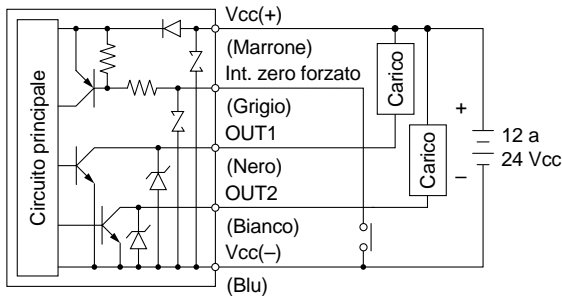 Vcc(+)
(Marrone)
Int. zero forzato
(Grigio)
OUT1
(Nero)
OUT2
(Bianco)
Vcc(–)
(Blu)
Circuito principale
Carico
Carico
+
–
12 a
24 Vcc